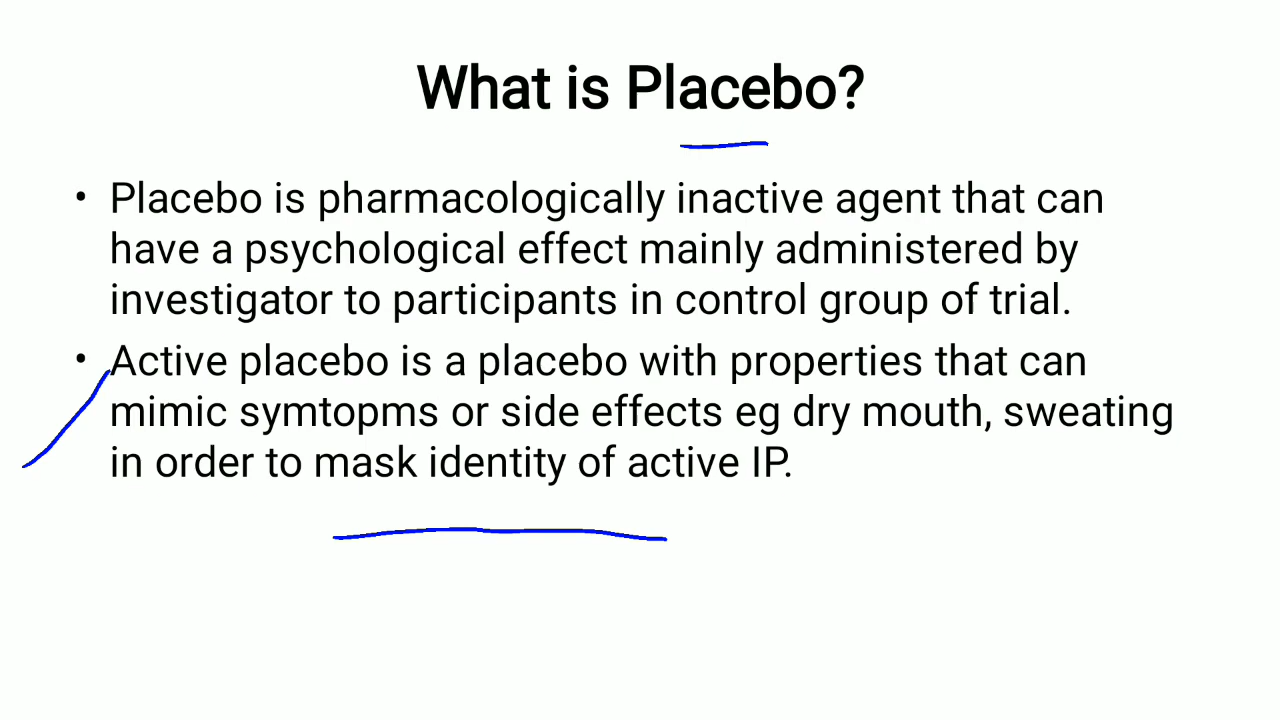 What is Placebo?
• Placebo is pharmacologically inactive agent that can
have a psychological effect mainly administered by
investigator to participants in control group of trial.
• Active placebo is a placebo with properties that can
mimic symtopms or side effects eg dry mouth, sweating
in order to mask identity of active IP.